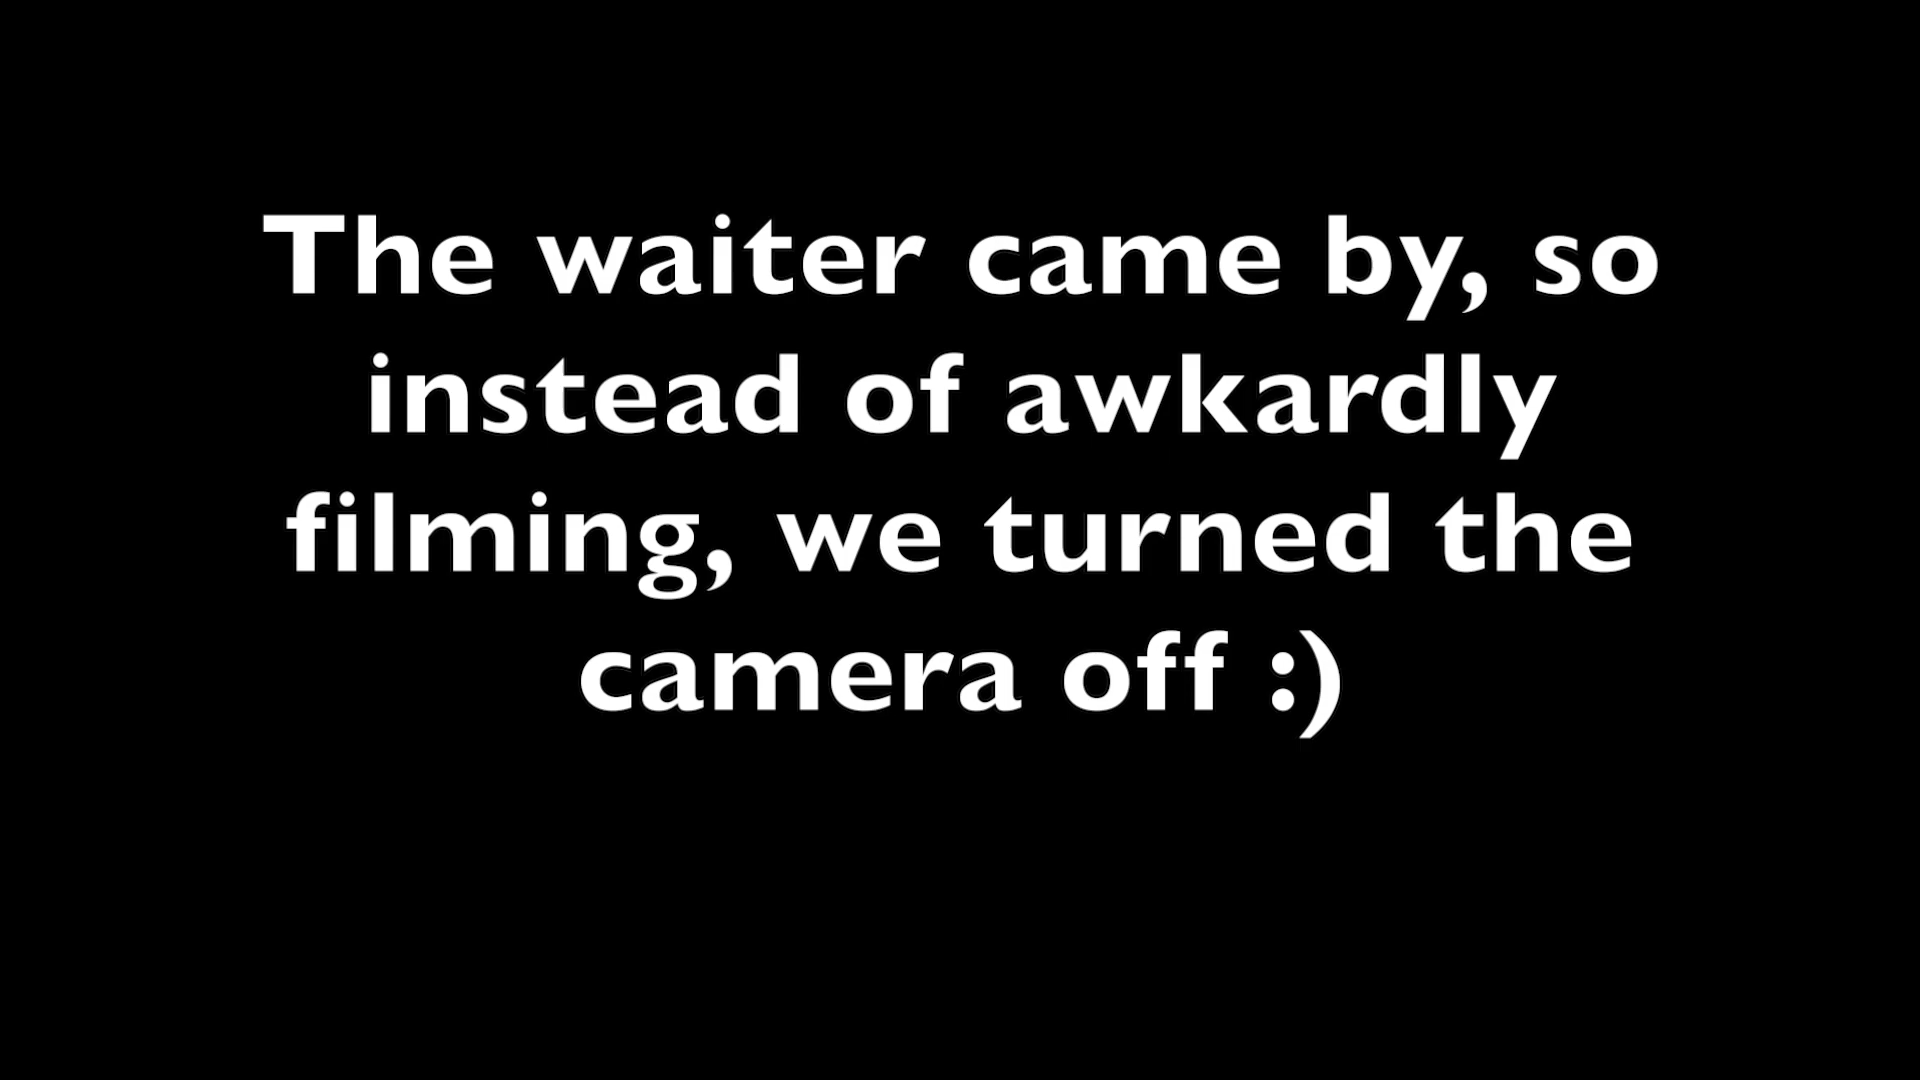 The waiter came by, so
instead of awkardly
filming, we turned the
camera off :)